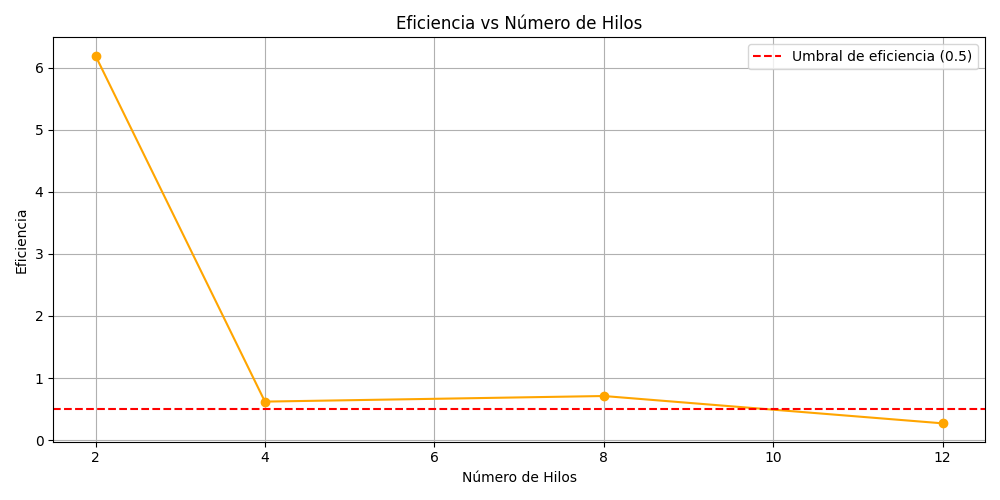 Eficiencia vs Número de Hilos
Umbral de eficiencia (0.5)
6
5
4
3
2
1
0
Eficiencia
2 4 6 8 10 12
Número de Hilos